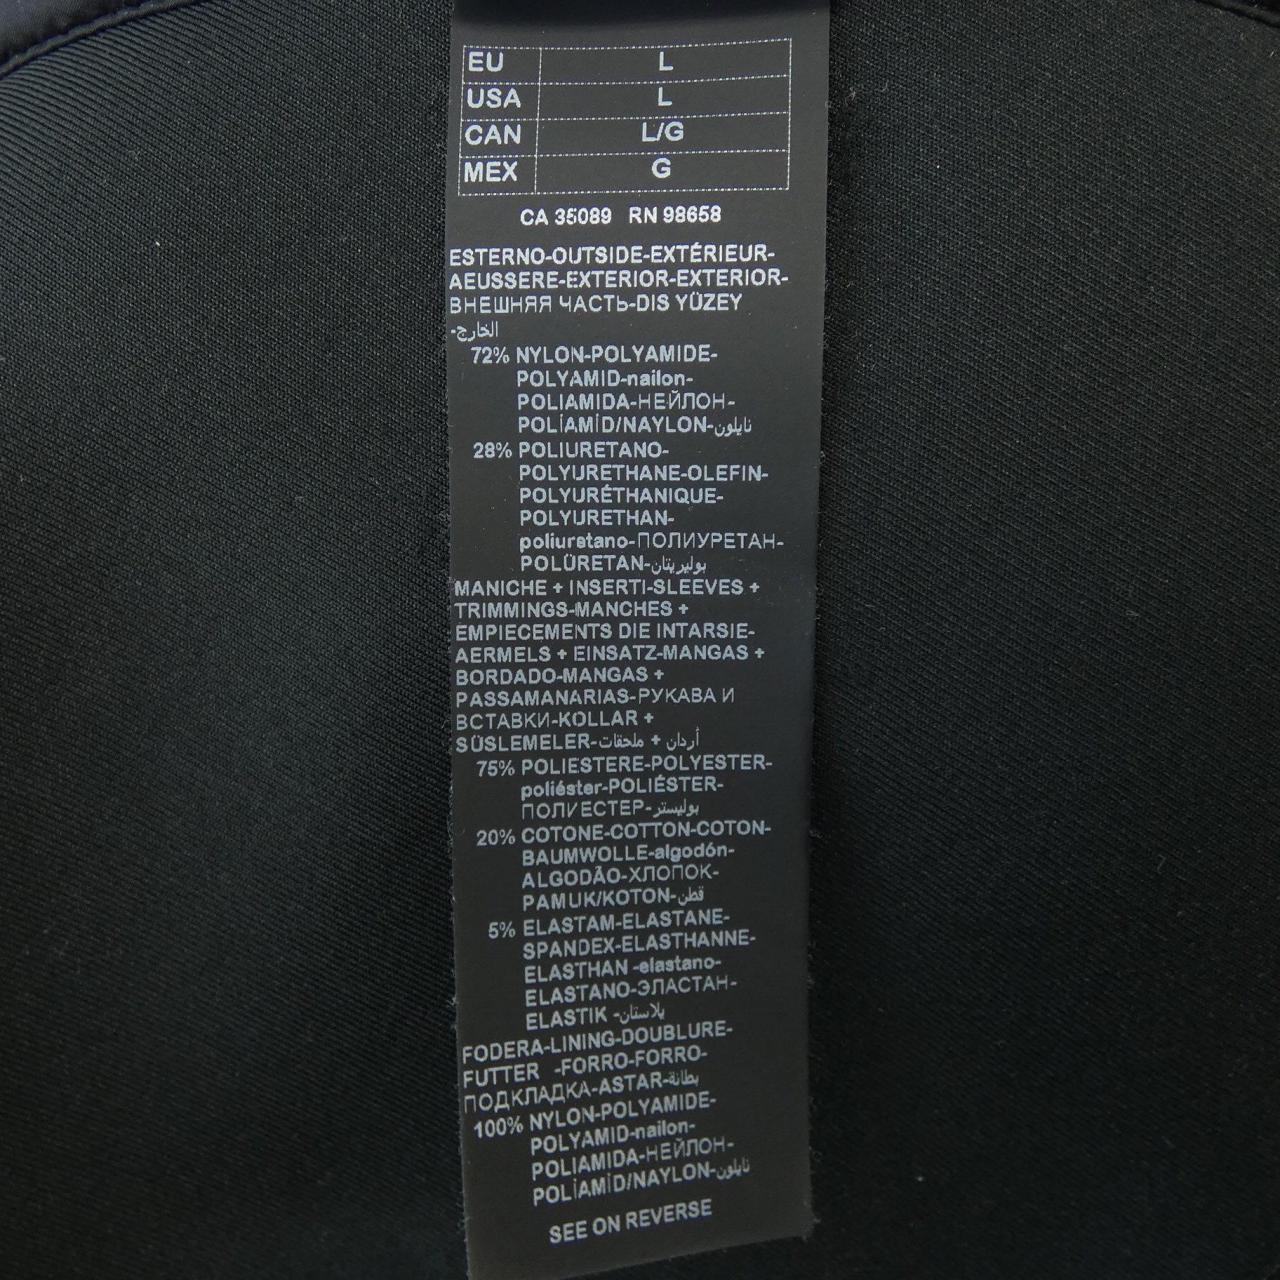 EU L
USA L
CAN L/G
MEX G
CA 35089 RN 98658
ESTERNO-OUTSIDE-EXTÉRIEUR-
AEUSSERE-EXTERIOR-EXTERIOR-
ВНЕШНЯЯ ЧАСТЬ-DIS YÜZEY
-الخارج
72% NYLON-POLYAMIDE-
POLYAMID-nailon-
POLIAMIDA-НЕЙЛОН-
POLİAMİD/NAYLON-نايلون
28% POLIURETANO-
POLYURETHANE-OLEFIN-
POLYURÉTHANIQUE-
POLYURETHAN-
poliuretano-ПОЛИУРЕТАН-
POLÜRETAN-بوليريتان
MANICHE + INSERTI-SLEEVES +
TRIMMINGS-MANCHES +
EMPIECEMENTS DIE INTARSIE-
AERMELS + EINSATZ-MANGAS +
BORDADO-MANGAS +
PASSAMANARIAS-РУКАВА И
ВСТАВКИ-KOLLAR +
SÜSLEMELER-أردان + ملحقات
75% POLIESTERE-POLYESTER-
poliéster-POLIÉSTER-
ПОЛИЕСТЕР-بوليستر
20% COTONE-COTTON-COTON-
BAUMWOLLE-algodón-
ALGODÃO-ХЛОПОК-
PAMUK/KOTON-قطن
5% ELASTAM-ELASTANE-
SPANDEX-ELASTHANNE-
ELASTHAN -elastano-
ELASTANO-ЭЛАСТАН-
ELASTIK -يلاستان
FODERA-LINING-DOUBLURE-
FUTTER -FORRO-FORRO-
ПОДКЛАДКА-ASTAR-بطانة
100% NYLON-POLYAMIDE-
POLYAMID-nailon-
POLIAMIDA-НЕЙЛОН-
POLİAMİD/NAYLON-نايلون
SEE ON REVERSE